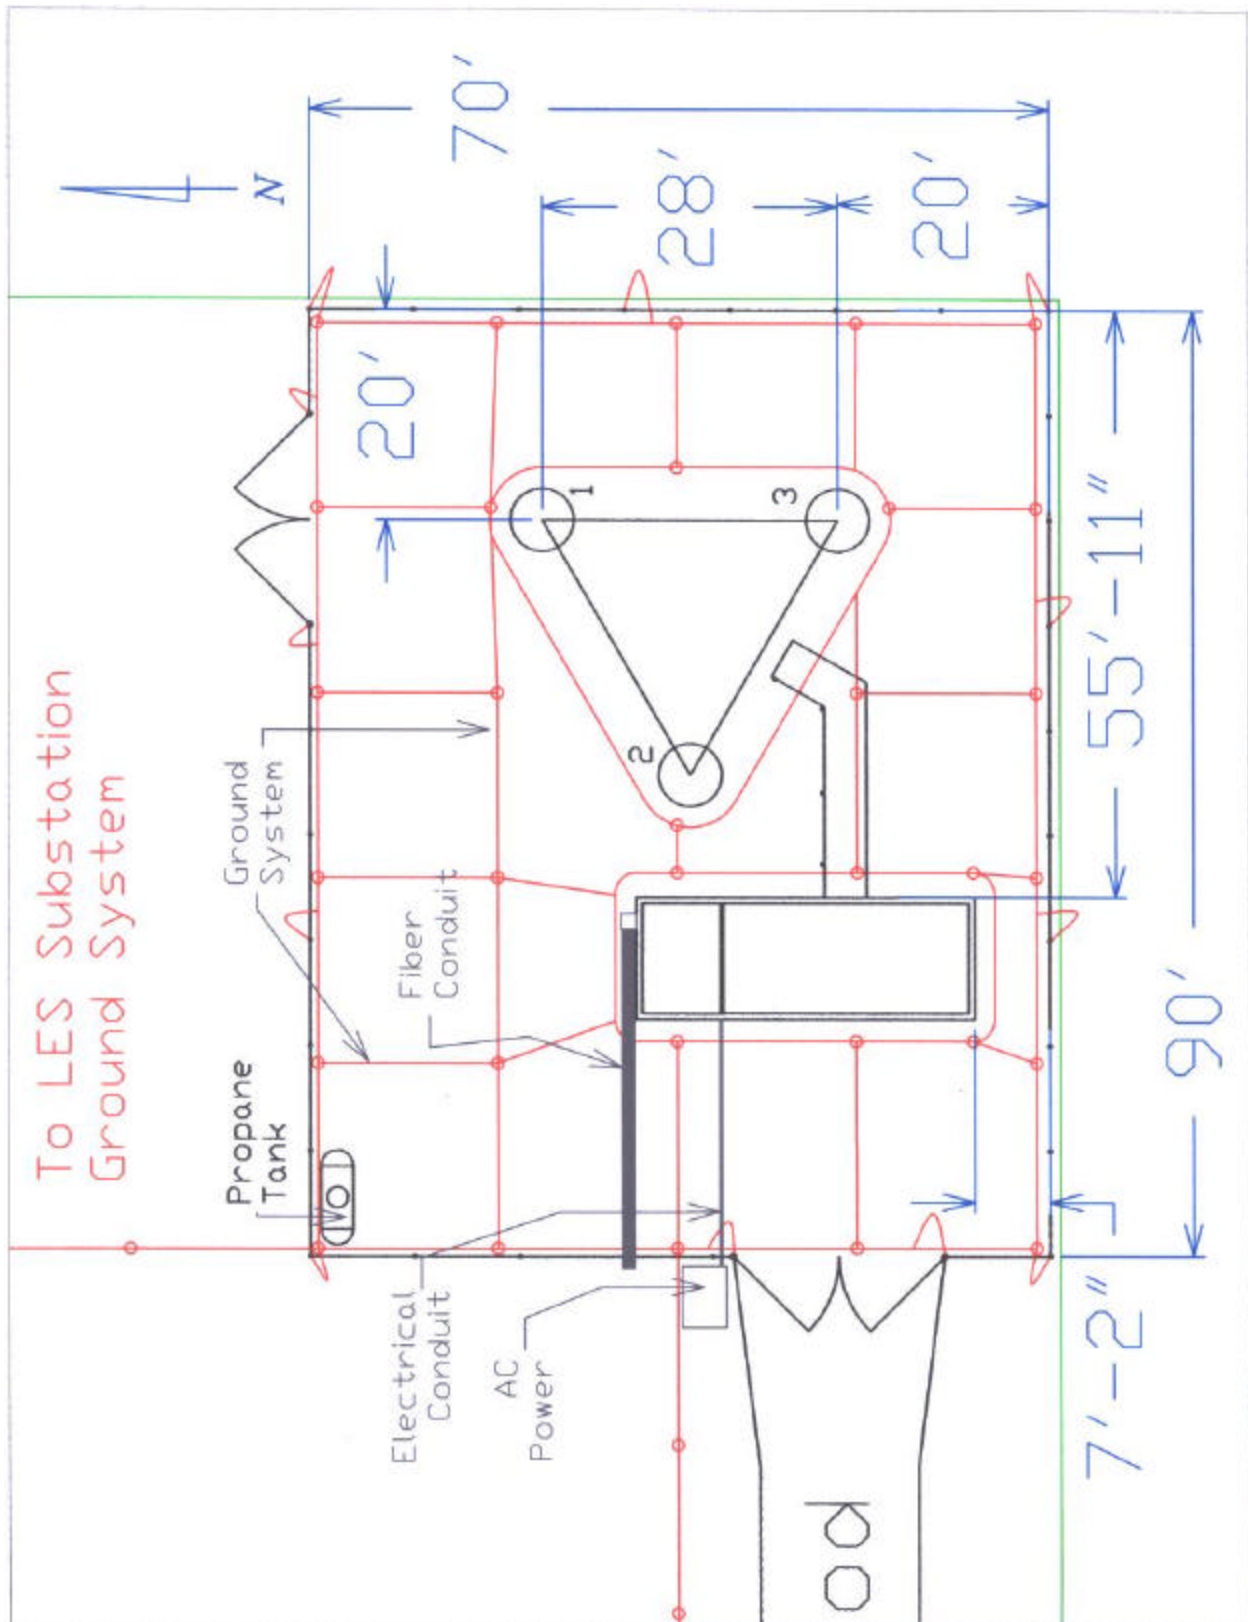 To LES Substation
Ground System
Ground
System
Propane
Tank
Fiber
Conduit
Electrical
Conduit
AC
Power
N
70'
28'
20'
20'
1
2
3
55'-11"
90'
7'-2"